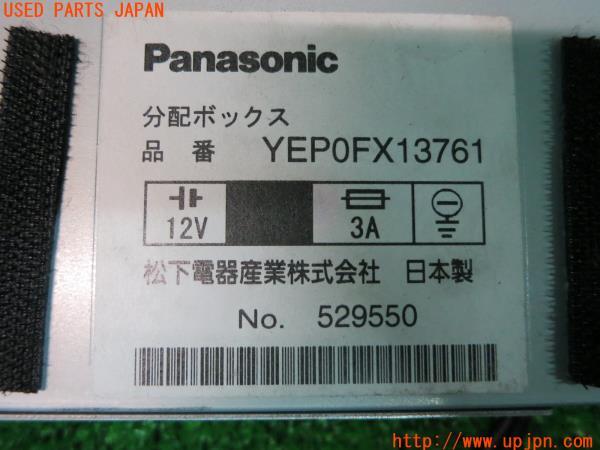 USED PARTS JAPAN
Panasonic
分配ボックス
品 番 YEP0FX13761
12V 3A
松下電器産業株式会社 日本製
No. 529550
http://www.upjpn.com/